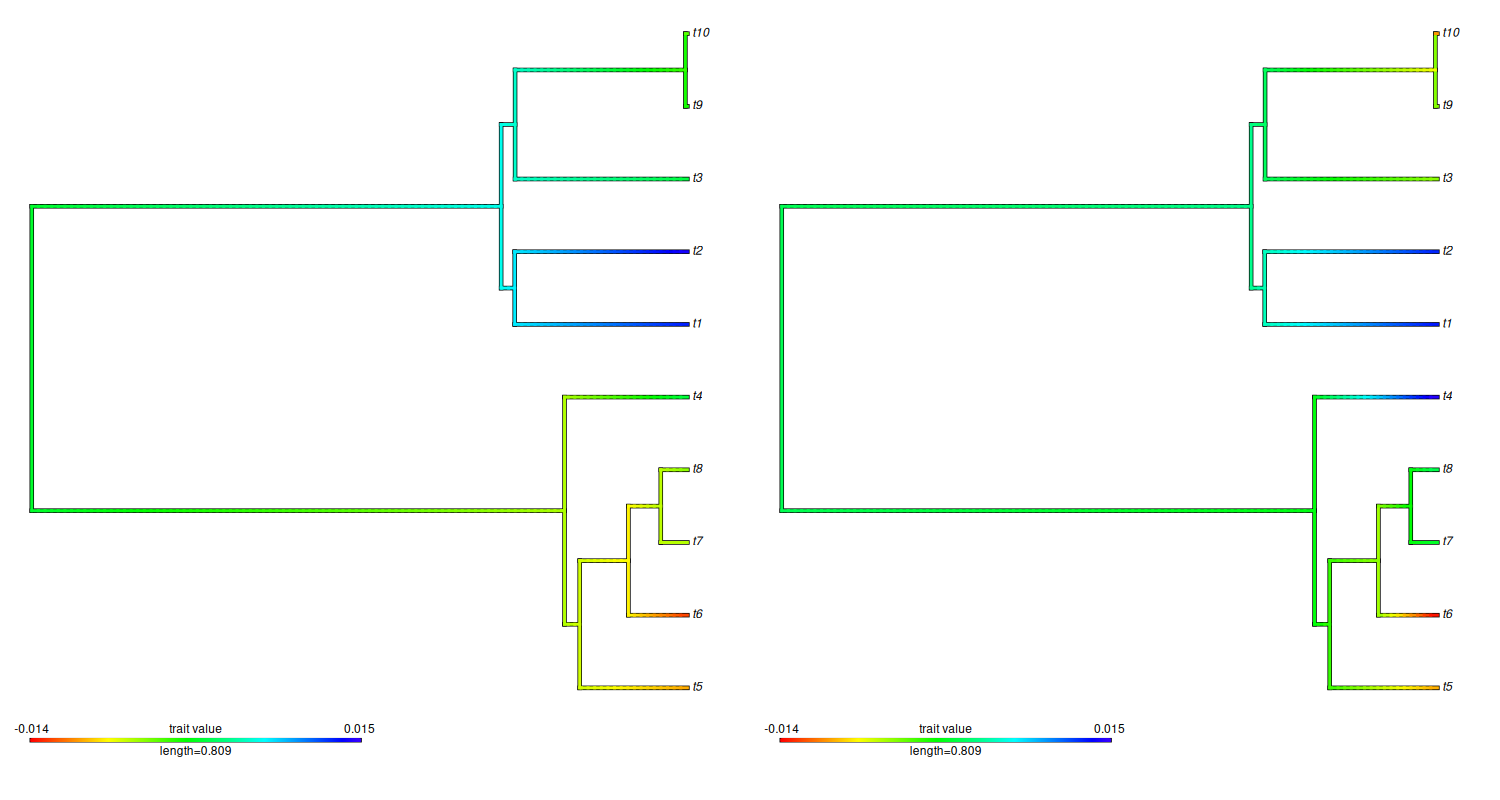 t10
t9
t3
t2
t1
t4
t8
t7
t6
t5
-0.014 trait value 0.015
length=0.809
t10
t9
t3
t2
t1
t4
t8
t7
t6
t5
-0.014 trait value 0.015
length=0.809